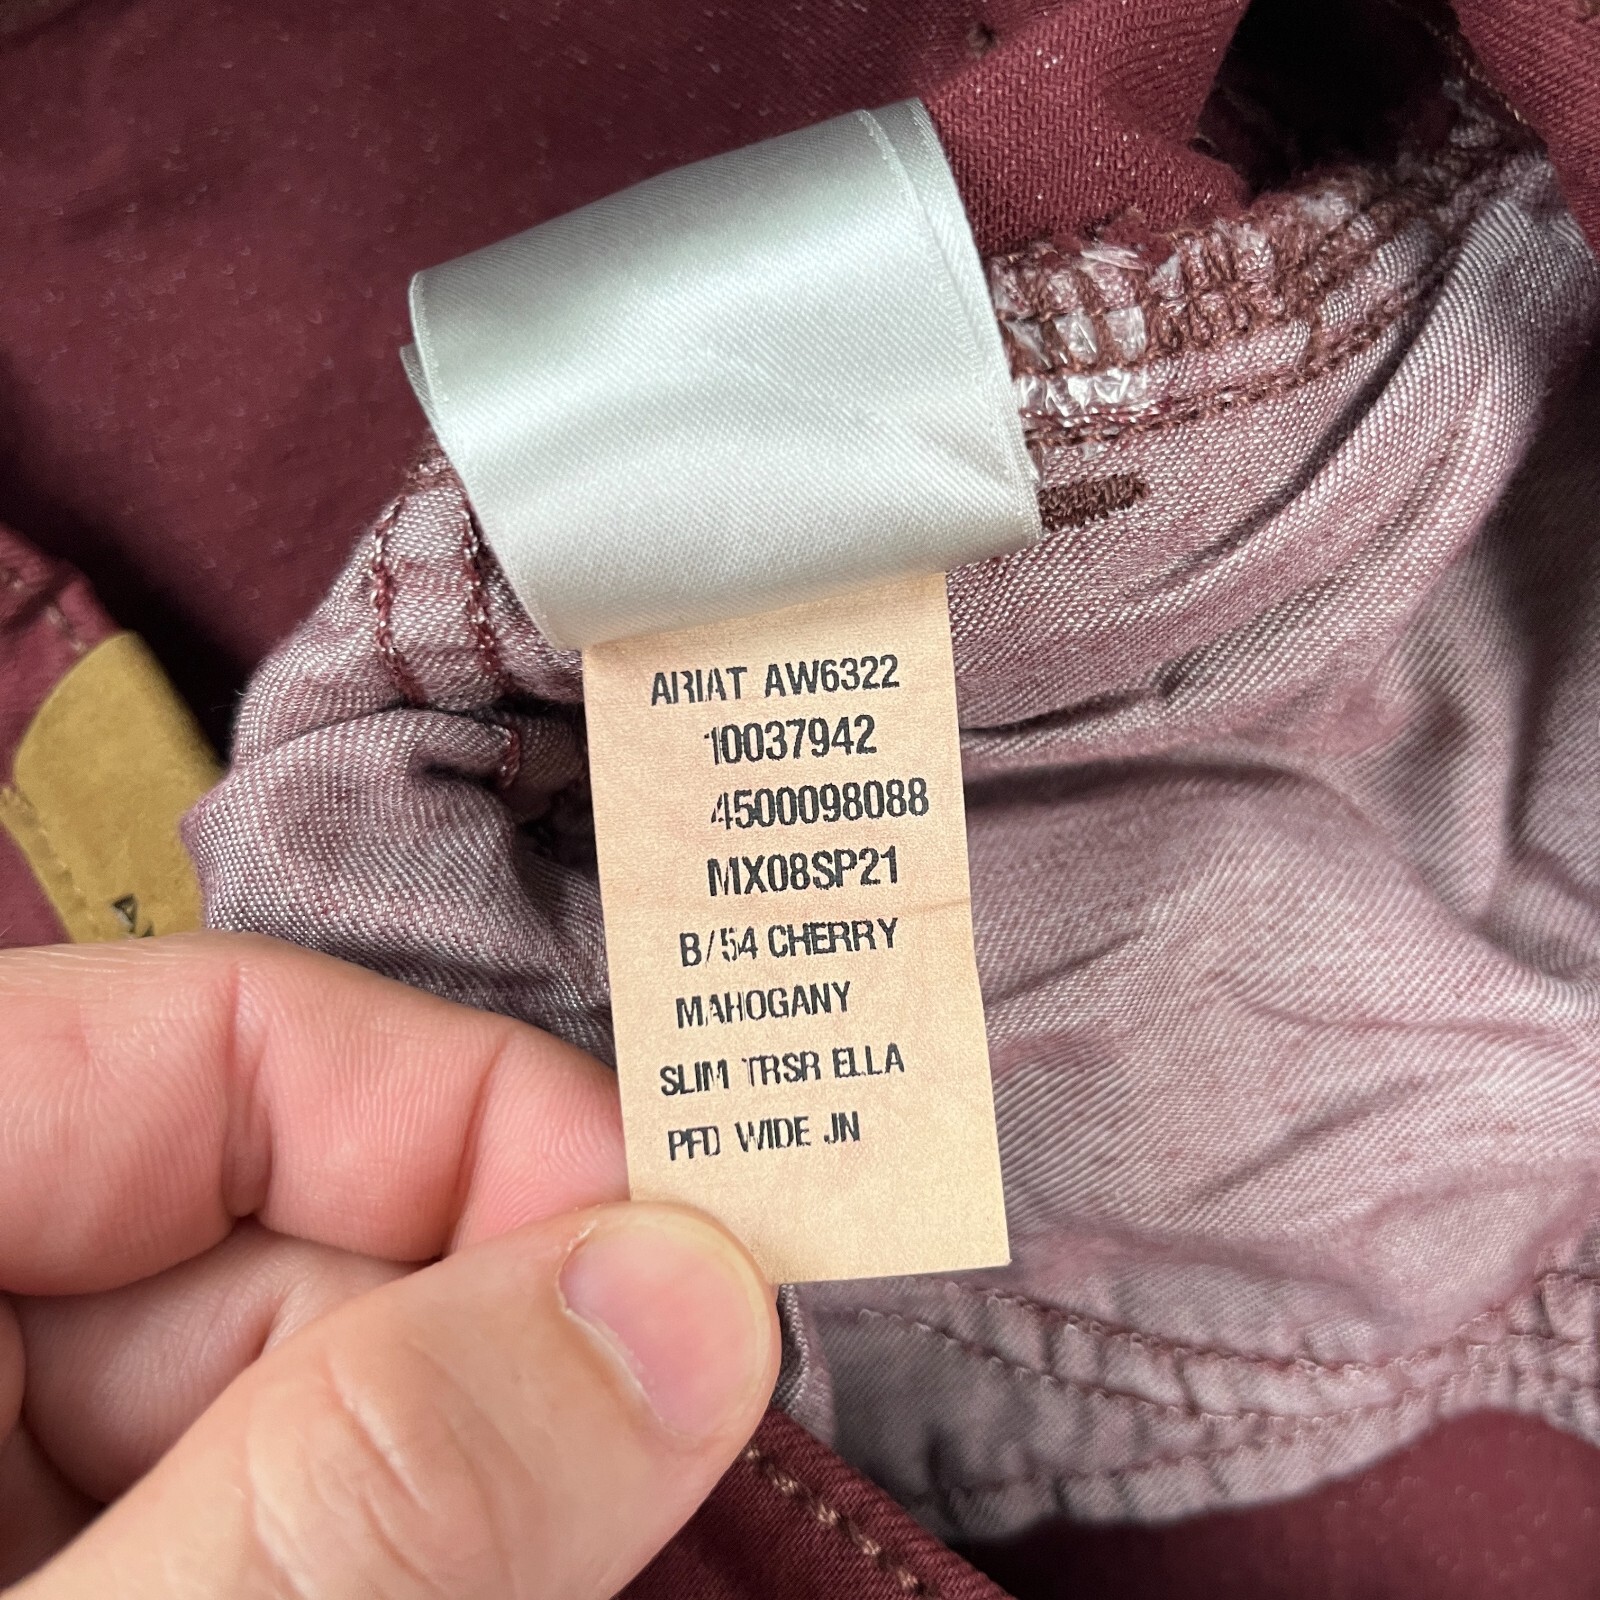 ARIAT AW6322
10037942
4500098088
MX08SP21
B/54 CHERRY
MAHOGANY
SLIM TRSR ELLA
PFD WIDE JN